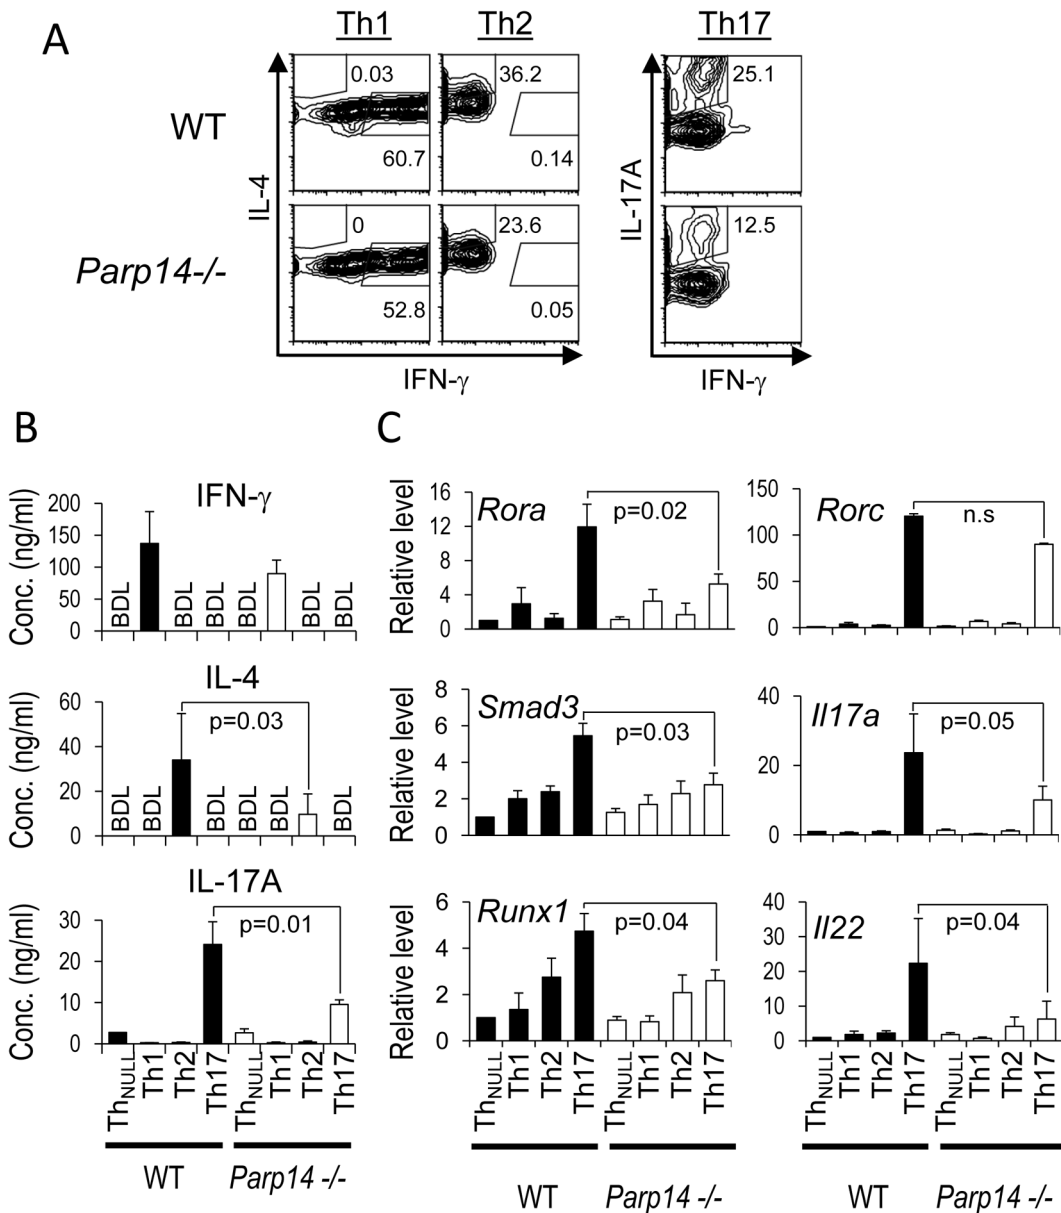 A
Th1
Th2
Th17
WT
0.03
36.2
25.1
60.7
0.14
IL-4
IL-17A
Parp14-/-
0
23.6
12.5
52.8
0.05
IFN-γ
IFN-γ
B
IFN-γ
Conc. (ng/ml)
200
150
100
50
0
BDL
BDL
BDL
BDL
BDL
BDL
IL-4
Conc. (ng/ml)
60
40
20
0
p=0.03
BDL
BDL
BDL
BDL
BDL
BDL
IL-17A
Conc. (ng/ml)
30
20
10
0
p=0.01
ThNULL
Th1
Th2
Th17
ThNULL
Th1
Th2
Th17
WT
Parp14 -/-
C
Rora
Relative level
16
12
8
4
0
p=0.02
Rorc
150
100
50
0
n.s
Smad3
Relative level
8
6
4
2
0
p=0.03
Il17a
40
20
0
p=0.05
Runx1
Relative level
6
4
2
0
p=0.04
ThNULL
Th1
Th2
Th17
ThNULL
Th1
Th2
Th17
WT
Parp14 -/-
Il22
40
30
20
10
0
p=0.04
ThNULL
Th1
Th2
Th17
ThNULL
Th1
Th2
Th17
WT
Parp14 -/-